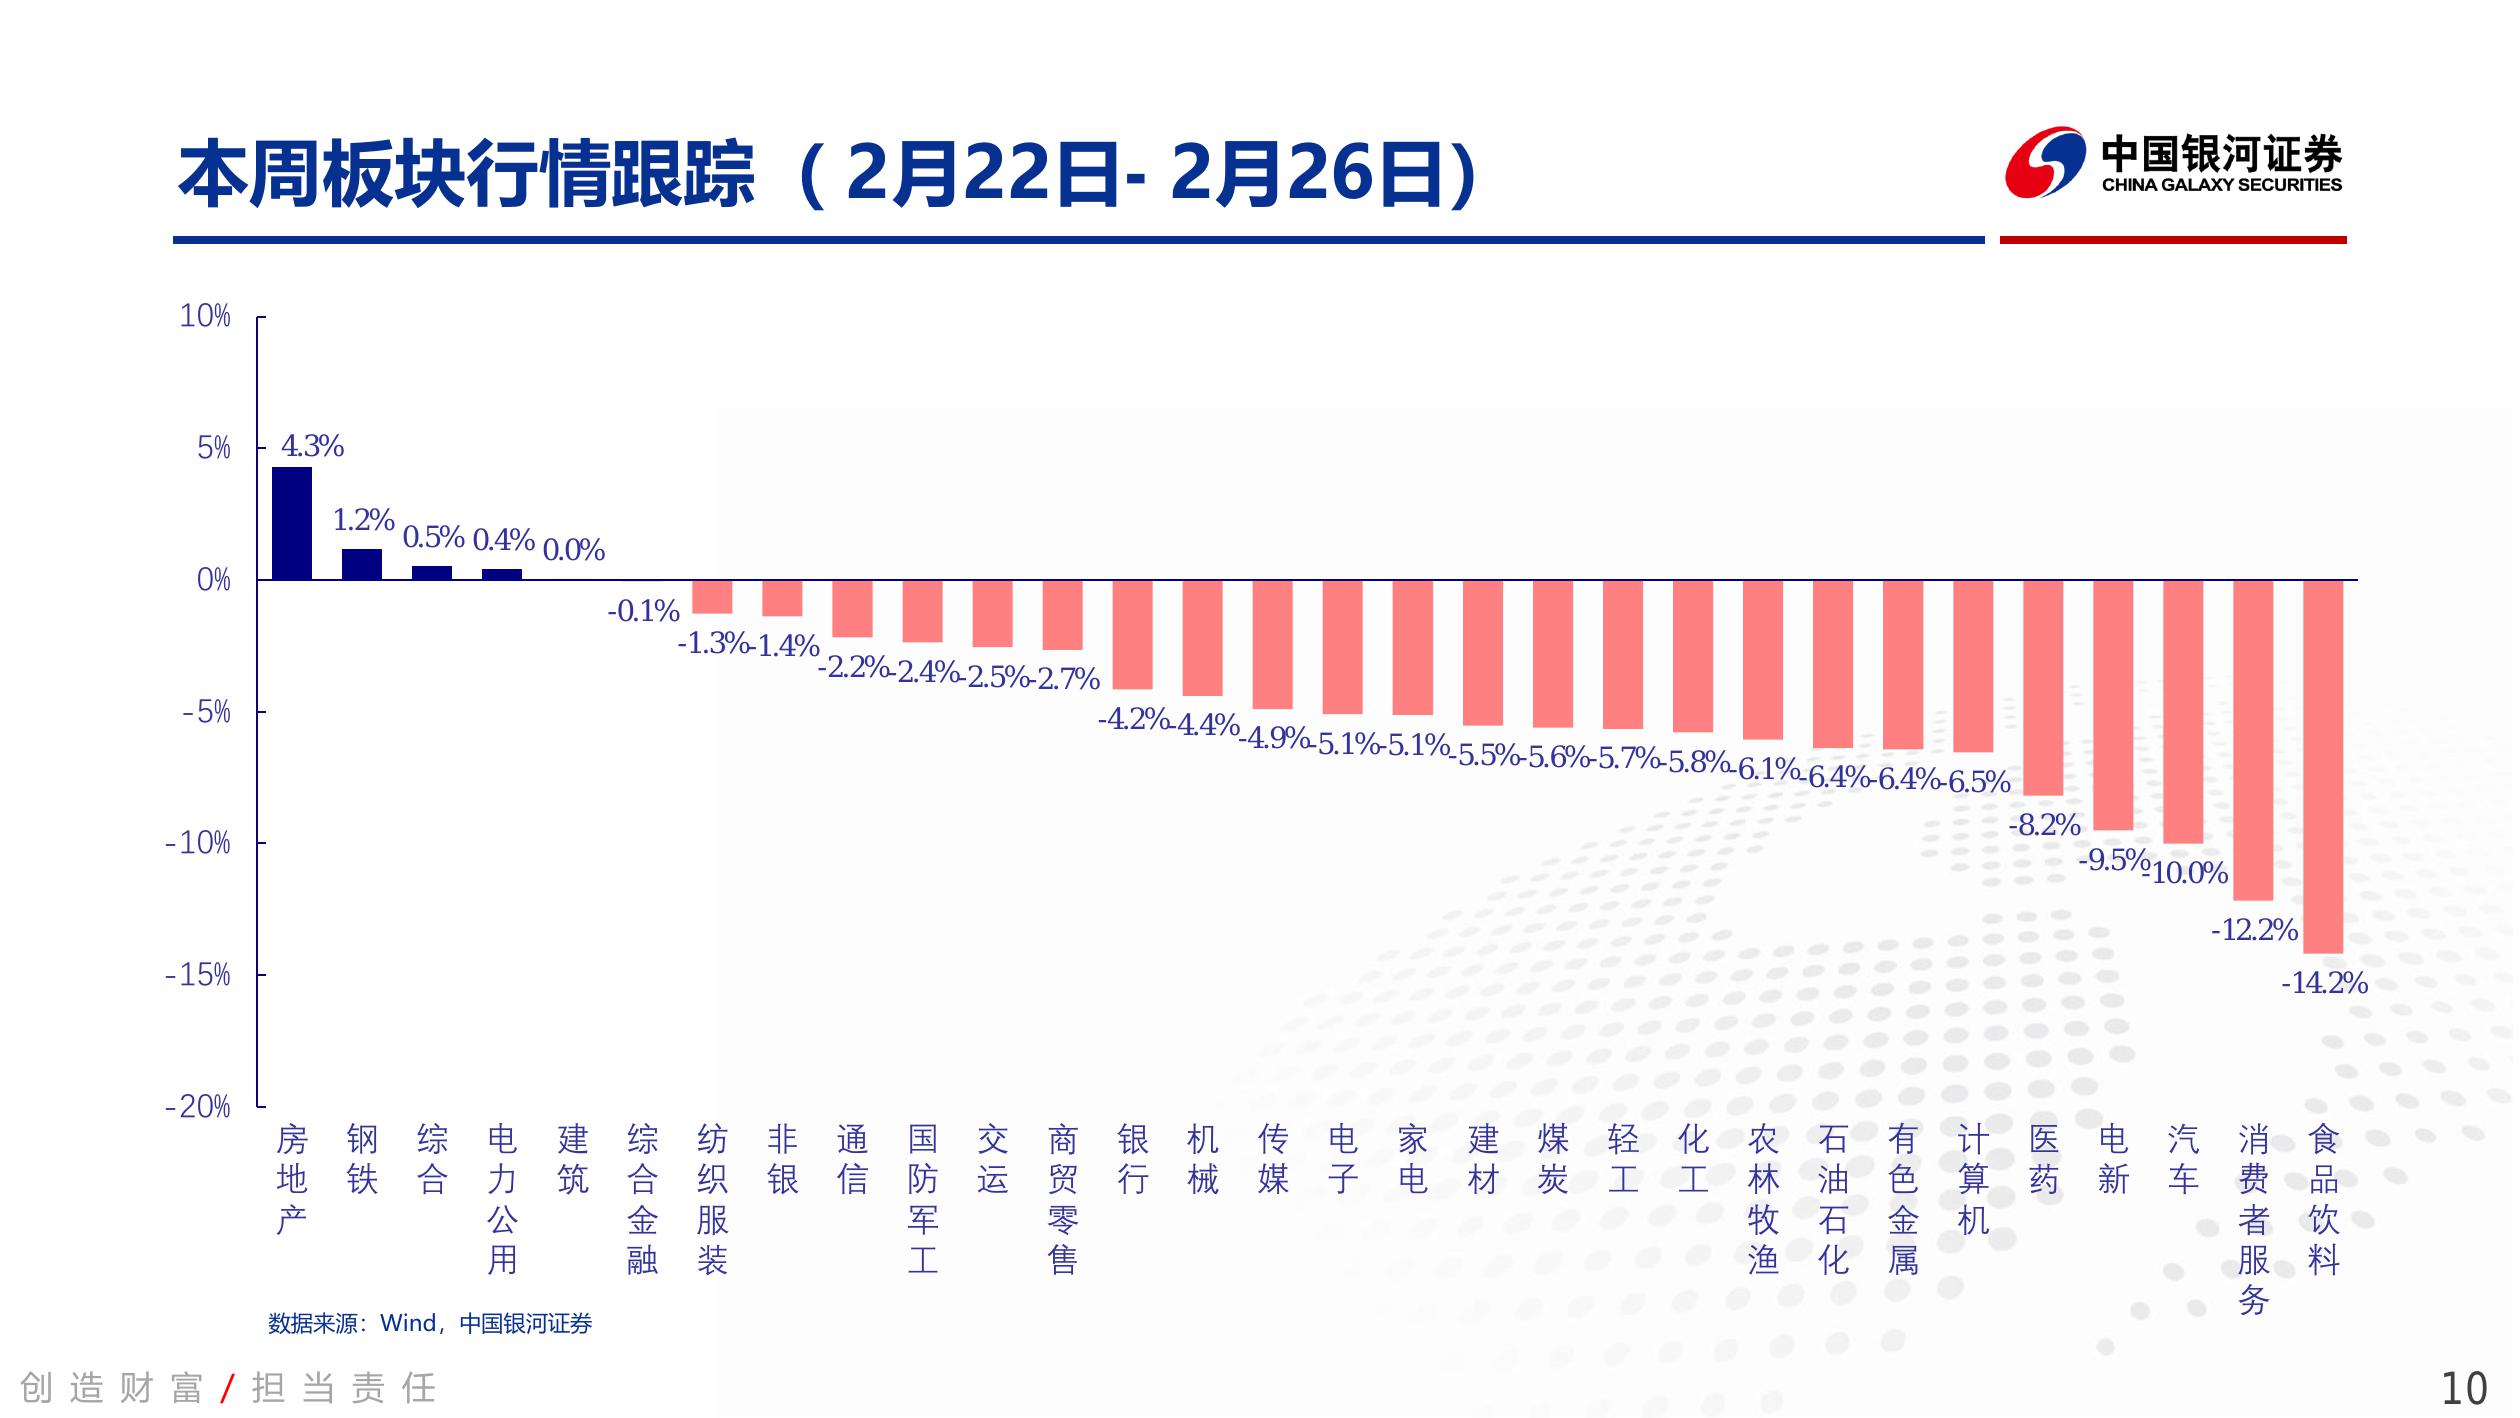 本周板块行情跟踪（2月22日- 2月26日）
中国银河证券
CHINA GALAXY SECURITIES
10%
5%
0%
-5%
-10%
-15%
-20%
4.3%
1.2%
0.5%
0.4%
0.0%
-0.1%
-1.3%
-1.4%
-2.2%
-2.4%
-2.5%
-2.7%
-4.2%
-4.4%
-4.9%
-5.1%
-5.1%
-5.5%
-5.6%
-5.7%
-5.8%
-6.1%
-6.4%
-6.4%
-6.5%
-8.2%
-9.5%
-10.0%
-12.2%
-14.2%
房地产
钢铁
综合
电力公用
建筑
综合金融
纺织服装
非银
通信
国防军工
交运
商贸零售
银行
机械
传媒
电子
家电
建材
煤炭
轻工
化工
农林牧渔
石油石化
有色金属
计算机
医药
电新
汽车
消费者服务
食品饮料
数据来源：Wind，中国银河证券
创造财富/担当责任
10